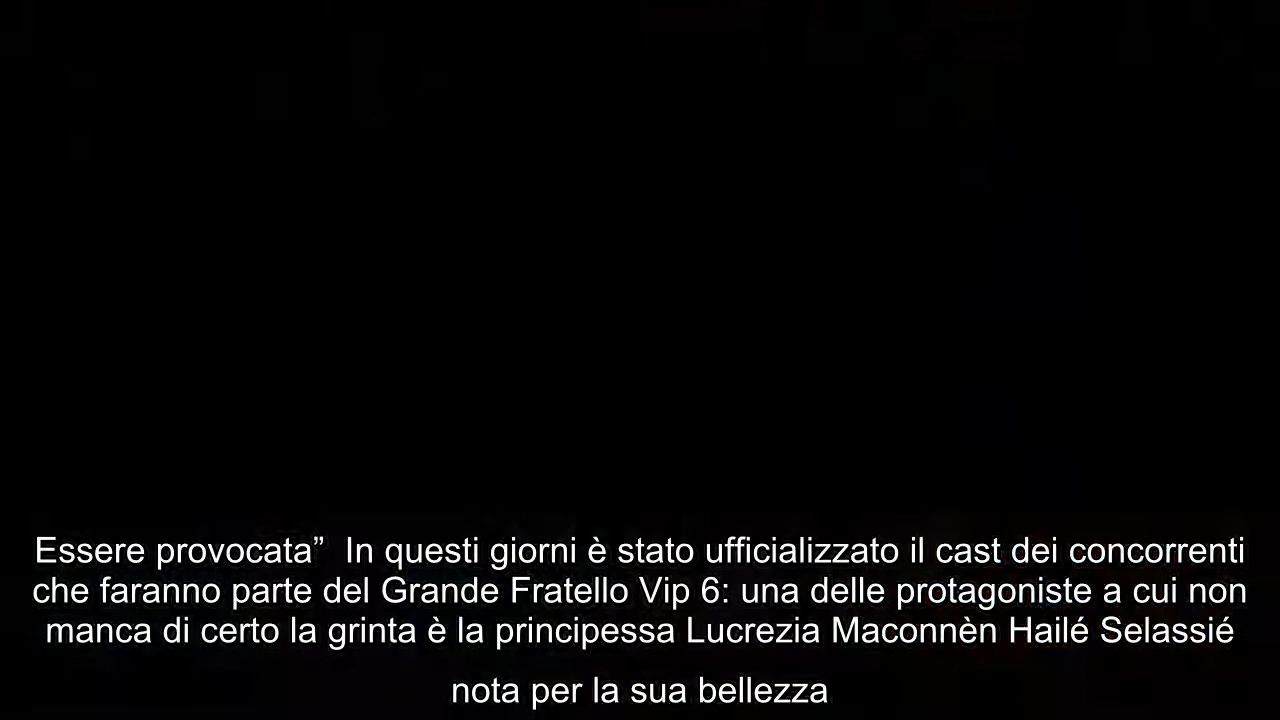 Essere provocata”  In questi giorni è stato ufficializzato il cast dei concorrenti
che faranno parte del Grande Fratello Vip 6: una delle protagoniste a cui non
manca di certo la grinta è la principessa Lucrezia Maconnèn Hailé Selassié
nota per la sua bellezza